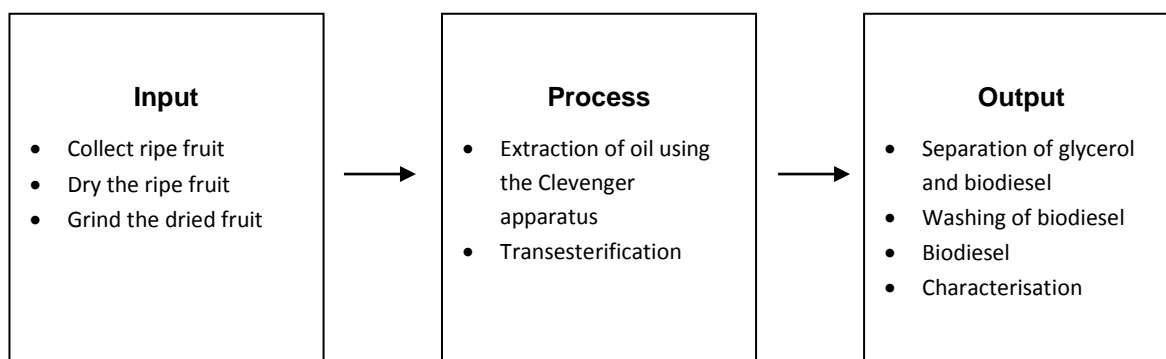 Input
• Collect ripe fruit
• Dry the ripe fruit
• Grind the dried fruit
Process
• Extraction of oil using
the Clevenger
apparatus
• Transesterification
Output
• Separation of glycerol
and biodiesel
• Washing of biodiesel
• Biodiesel
• Characterisation